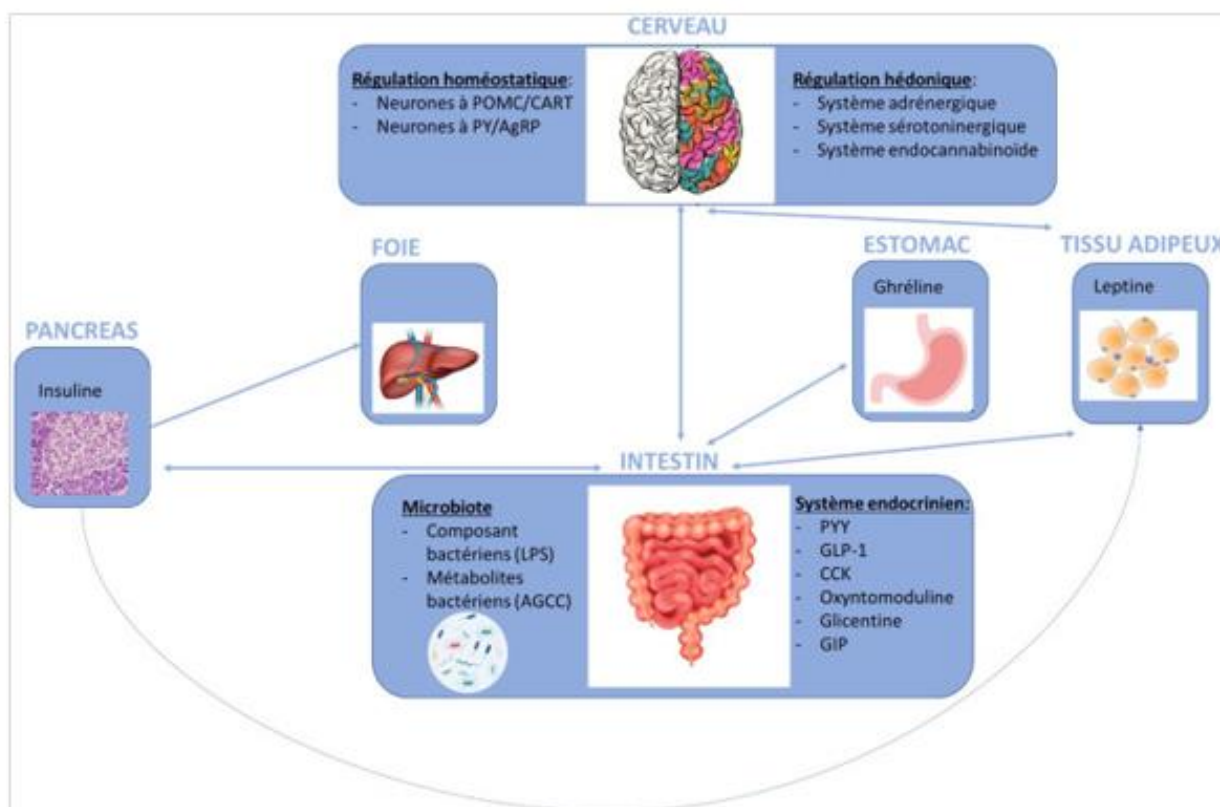 CERVEAU
Régulation homéostatique:
- Neurones à POMC/CART
- Neurones à PY/AgRP
Régulation hédonique:
- Système adrénergique
- Système sérotoninergique
- Système endocannabinoïde
FOIE
ESTOMAC
Ghréline
TISSU ADIPEUX
Leptine
PANCREAS
Insuline
INTESTIN
Microbiote
- Composant
bactériens (LPS)
- Métabolites
bactériens (AGCC)
Système endocrinien:
- PYY
- GLP-1
- CCK
- Oxyntomoduline
- Glicentine
- GIP